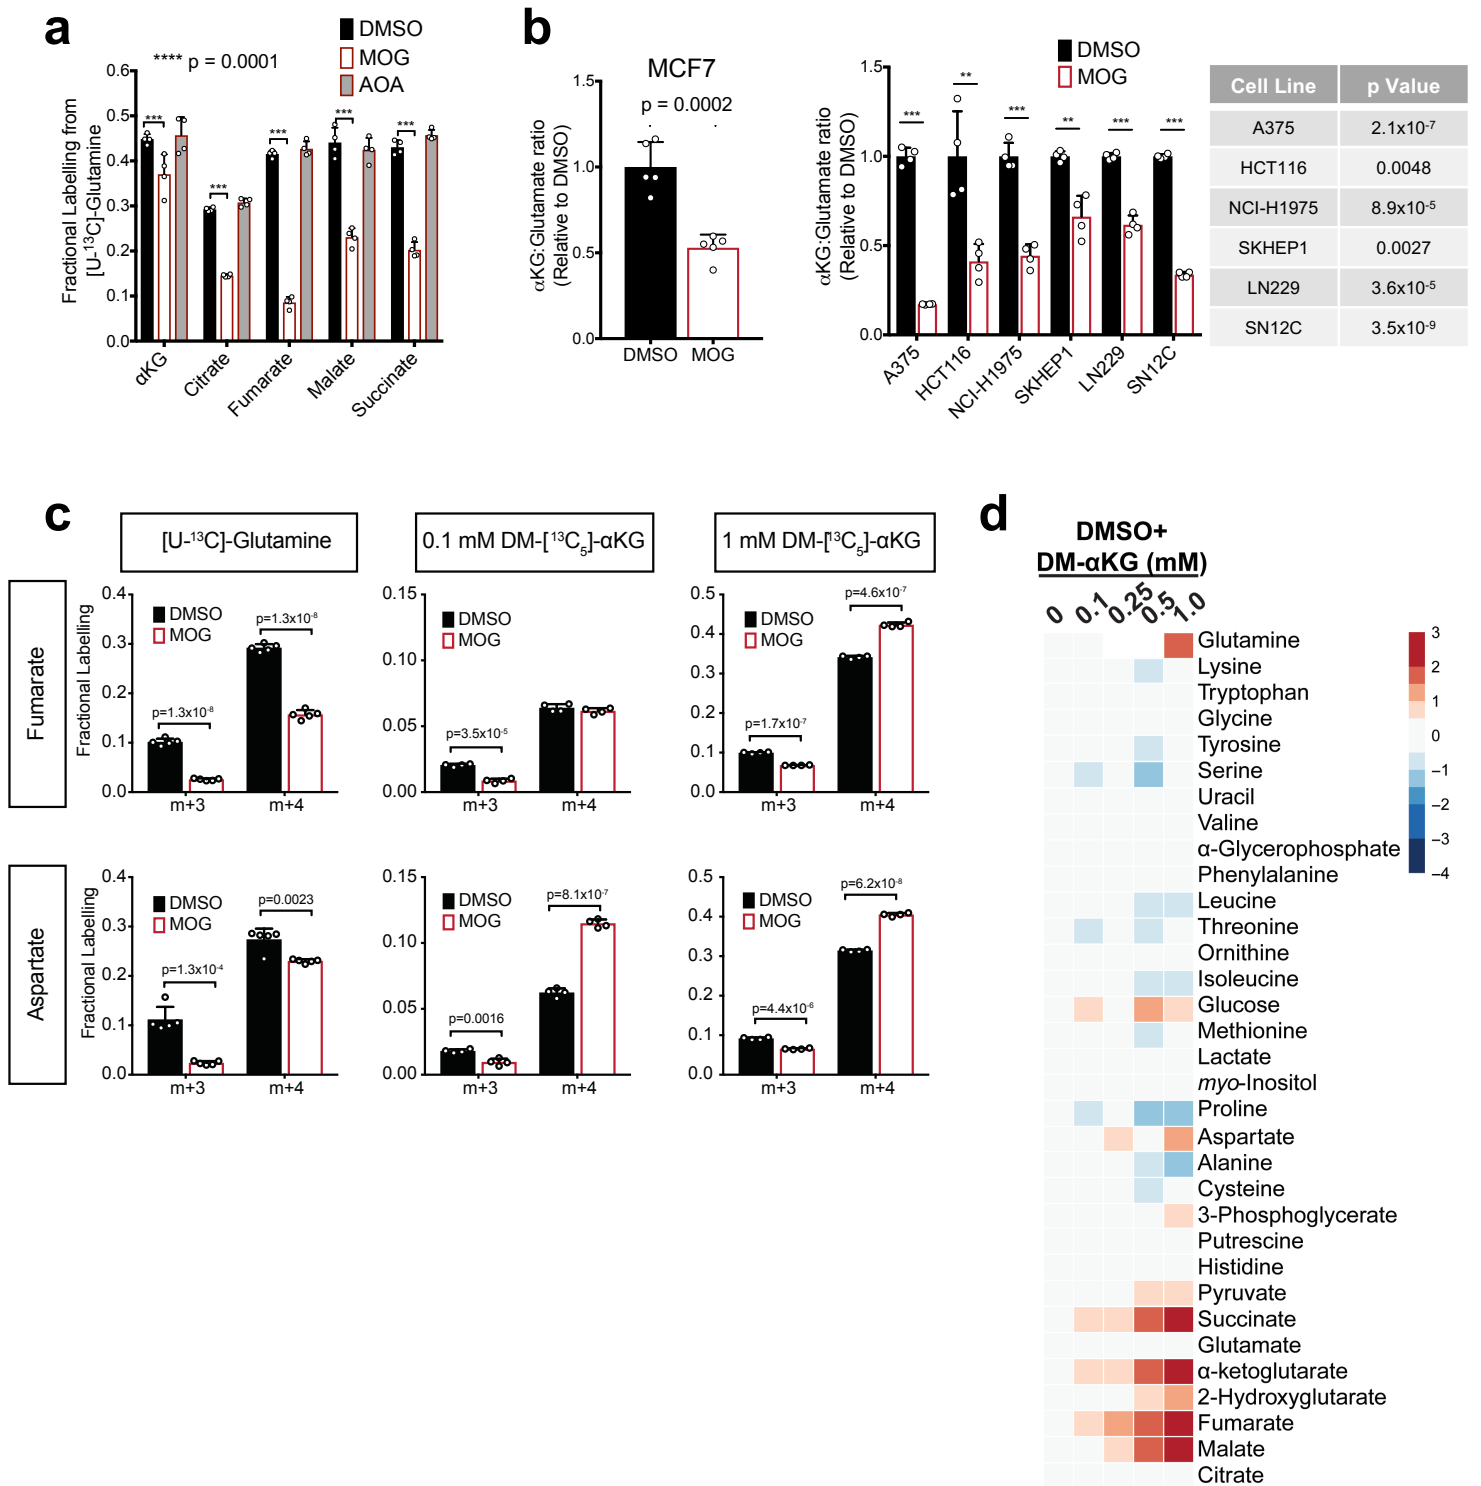 a
DMSO
MOG
AOA
**** p = 0.0001
Fractional Labelling from
[U-¹³C]-Glutamine
0.6
0.5
0.4
0.3
0.2
0.1
0.0
***
***
***
***
***
αKG
Citrate
Fumarate
Malate
Succinate
b
MCF7
p = 0.0002
αKG:Glutamate ratio
(Relative to DMSO)
1.5
1.0
0.5
0.0
DMSO
MOG
DMSO
MOG
αKG:Glutamate ratio
(Relative to DMSO)
1.5
1.0
0.5
0.0
***
**
***
**
***
***
A375
HCT116
NCI-H1975
SKHEP1
LN229
SN12C
Cell Line p Value
A375 2.1x10⁻⁷
HCT116 0.0048
NCI-H1975 8.9x10⁻⁵
SKHEP1 0.0027
LN229 3.6x10⁻⁵
SN12C 3.5x10⁻⁹
c
[U-¹³C]-Glutamine
0.1 mM DM-[¹³C₅]-αKG
1 mM DM-[¹³C₅]-αKG
Fumarate
Fractional Labelling
0.4
0.3
0.2
0.1
0.0
DMSO
MOG
p=1.3x10⁻⁸
p=1.3x10⁻⁸
m+3
m+4
0.15
0.10
0.05
0.00
DMSO
MOG
p=3.5x10⁻⁵
m+3
m+4
0.5
0.4
0.3
0.2
0.1
0.0
DMSO
MOG
p=4.6x10⁻⁷
p=1.7x10⁻⁷
m+3
m+4
Aspartate
Fractional Labelling
0.4
0.3
0.2
0.1
0.0
DMSO
MOG
p=0.0023
p=1.3x10⁻⁴
m+3
m+4
0.15
0.10
0.05
0.00
DMSO
MOG
p=8.1x10⁻⁷
p=0.0016
m+3
m+4
0.5
0.4
0.3
0.2
0.1
0.0
DMSO
MOG
p=6.2x10⁻⁸
p=4.4x10⁻⁶
m+3
m+4
d
DMSO+
DM-αKG (mM)
0 0.1 0.25 0.5 1.0
Glutamine
Lysine
Tryptophan
Glycine
Tyrosine
Serine
Uracil
Valine
α-Glycerophosphate
Phenylalanine
Leucine
Threonine
Ornithine
Isoleucine
Glucose
Methionine
Lactate
myo-Inositol
Proline
Aspartate
Alanine
Cysteine
3-Phosphoglycerate
Putrescine
Histidine
Pyruvate
Succinate
Glutamate
α-ketoglutarate
2-Hydroxyglutarate
Fumarate
Malate
Citrate
3
2
1
0
−1
−2
−3
−4